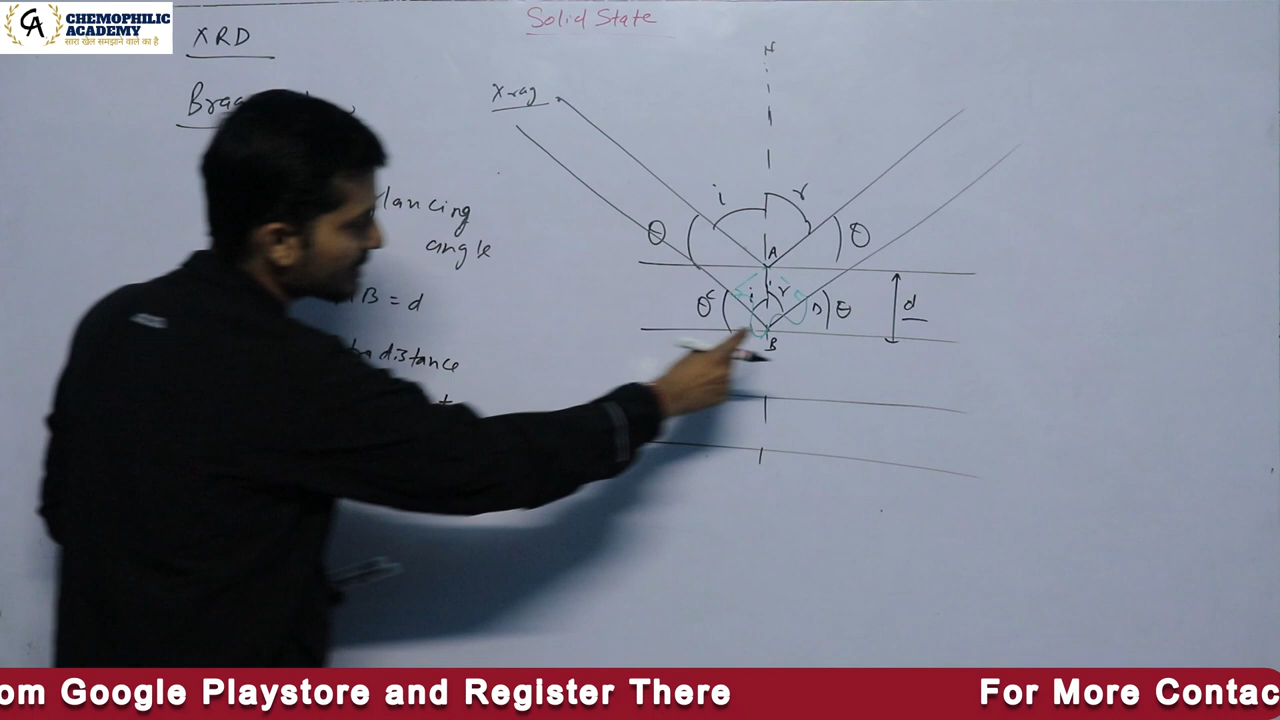 CA CHEMOPHILIC
ACADEMY
सारा खेल समझाने वाले का है
Solid State
XRD
X-ray
N
i r
θ θ
A
lancing
angle
θ C i r D θ
d
B = d
B
distance
om Google Playstore and Register There For More Contac